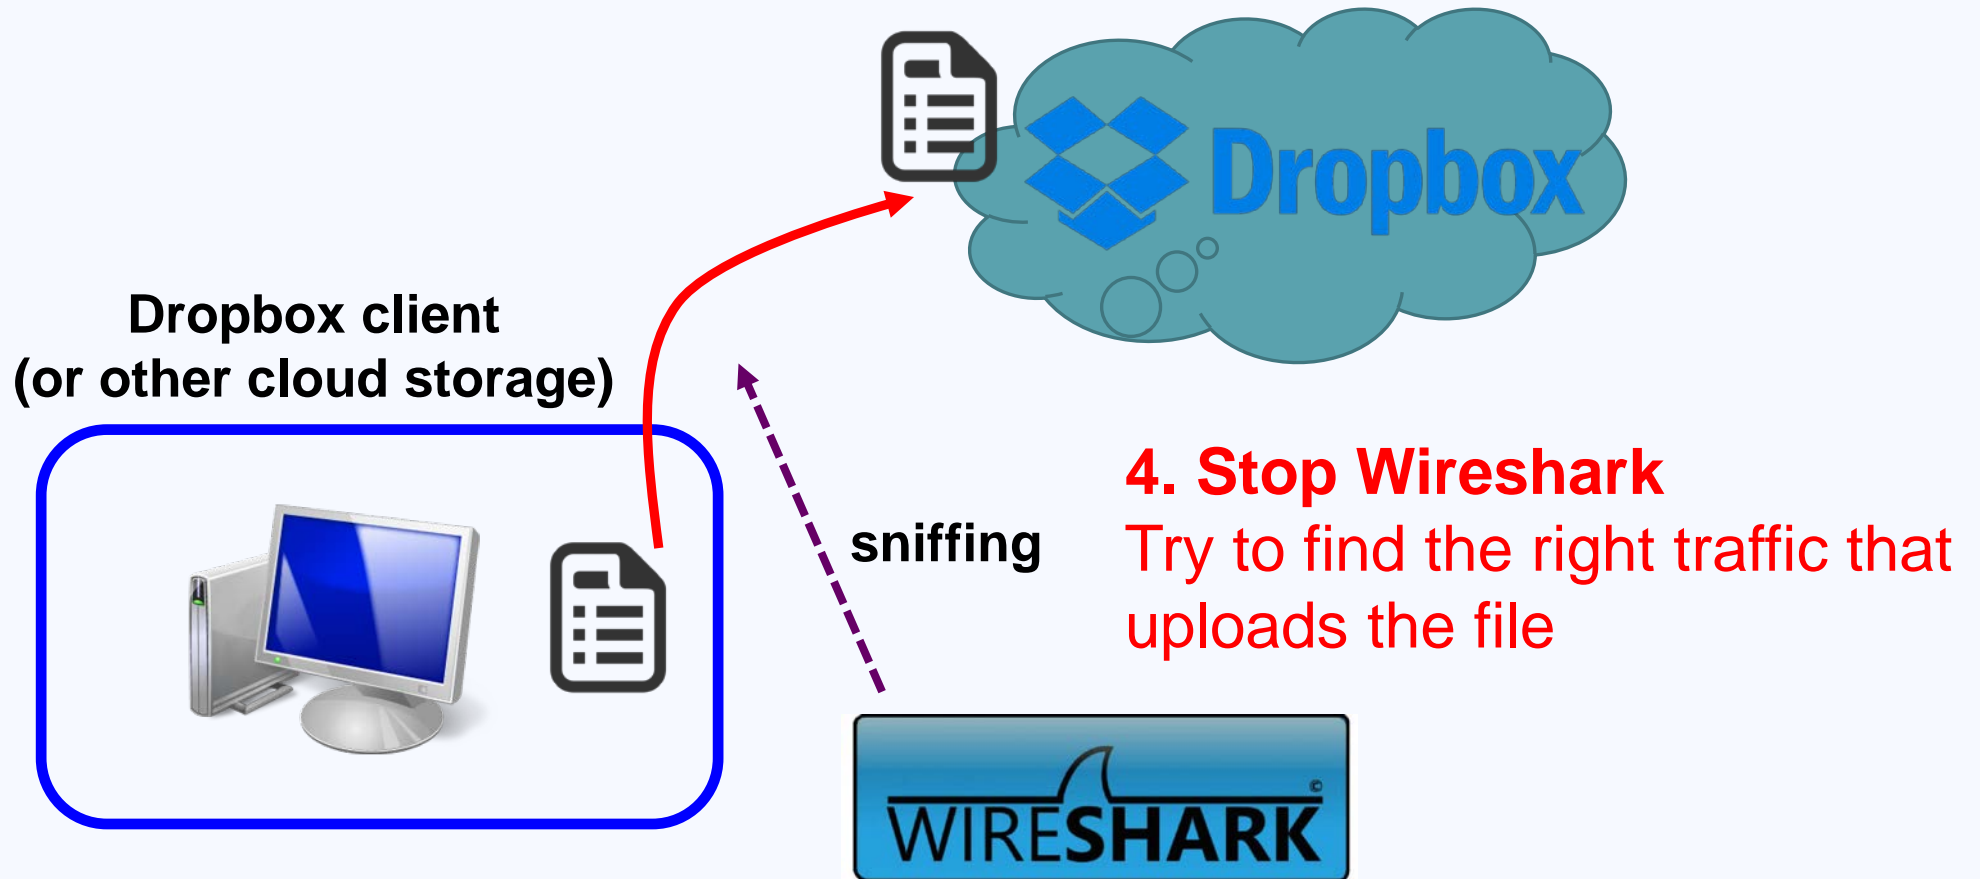 Dropbox
Dropbox client
(or other cloud storage)
4. Stop Wireshark
sniffing
Try to find the right traffic that
uploads the file
WIRESHARK
©